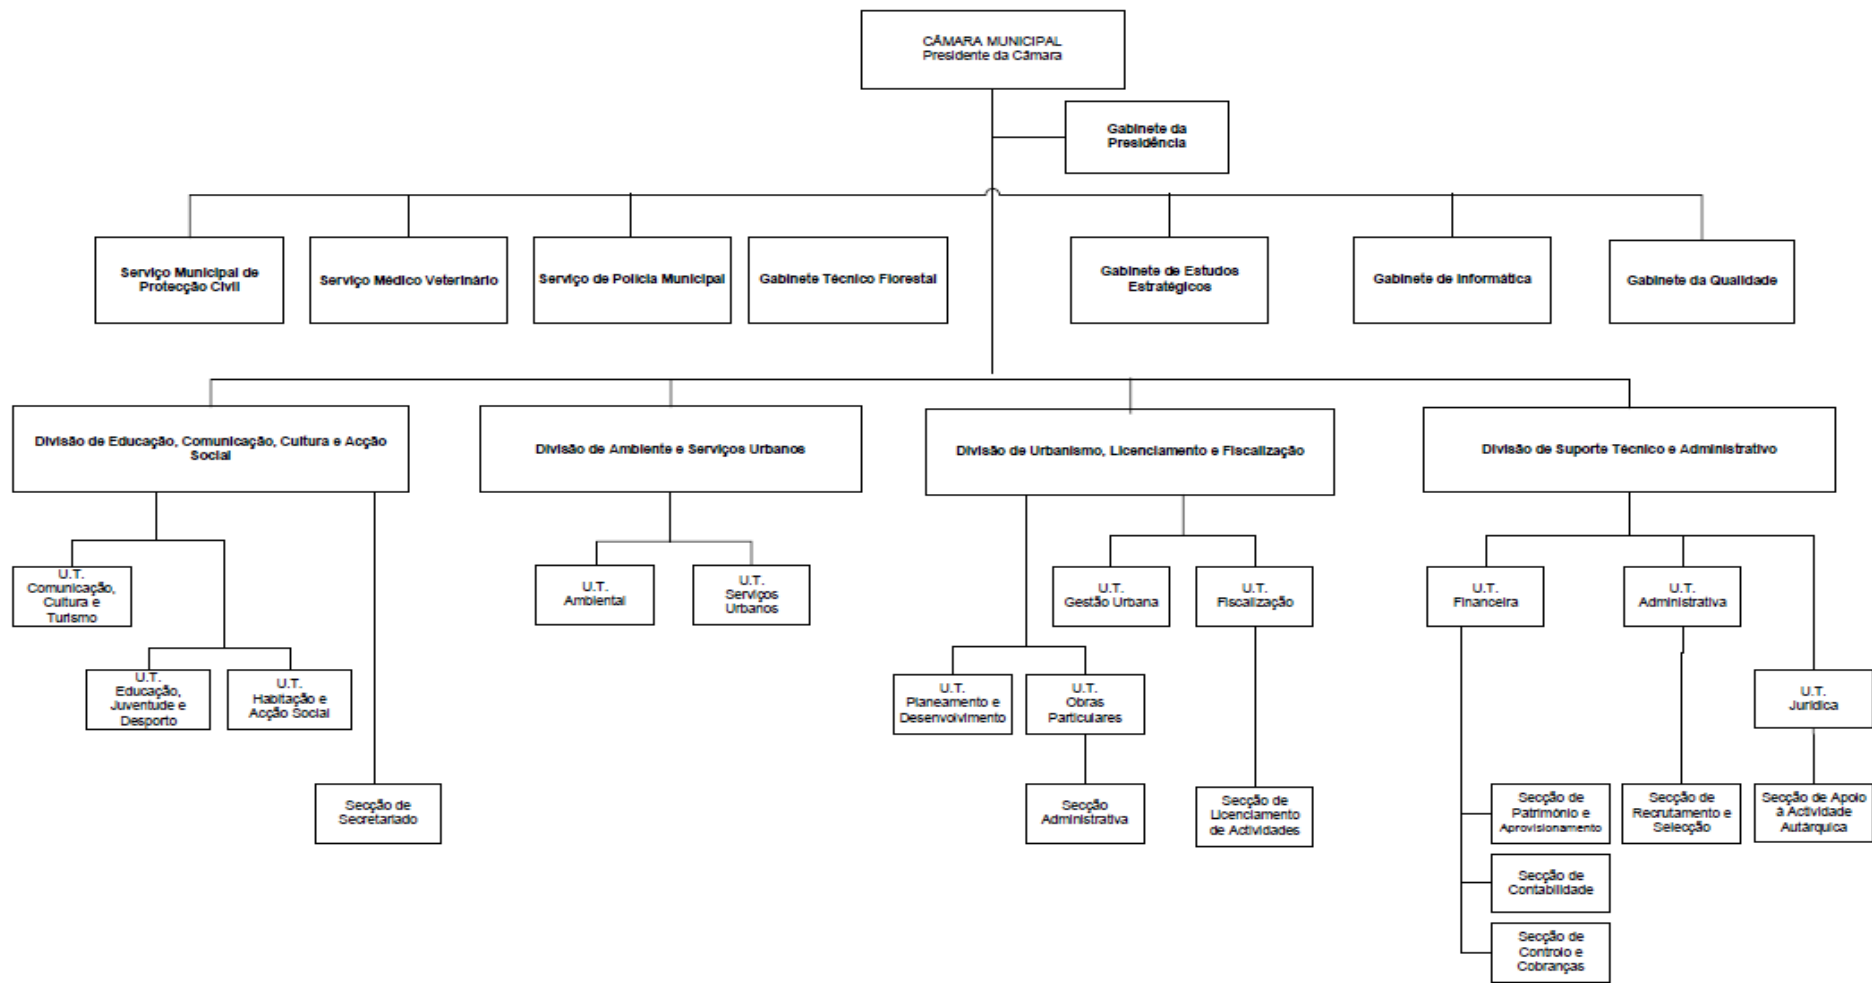 CÂMARA MUNICIPAL
Presidente da Câmara
Gabinete da
Presidência
Serviço Municipal de
Protecção Civil
Serviço Médico Veterinário
Serviço de Polícia Municipal
Gabinete Técnico Florestal
Gabinete de Estudos
Estratégicos
Gabinete de Informática
Gabinete da Qualidade
Divisão de Educação, Comunicação, Cultura e Acção
Social
Divisão de Ambiente e Serviços Urbanos
Divisão de Urbanismo, Licenciamento e Fiscalização
Divisão de Suporte Técnico e Administrativo
U.T.
Comunicação,
Cultura e
Turismo
U.T.
Ambiental
U.T.
Serviços
Urbanos
U.T.
Gestão Urbana
U.T.
Fiscalização
U.T.
Financeira
U.T.
Administrativa
U.T.
Educação,
Juventude e
Desporto
U.T.
Habitação e
Acção Social
U.T.
Planeamento e
Desenvolvimento
U.T.
Obras
Particulares
U.T.
Jurídica
Secção de
Secretariado
Secção
Administrativa
Secção de
Licenciamento
de Actividades
Secção de
Património e
Aprovisionamento
Secção de
Recrutamento e
Selecção
Secção de Apoio
à Actividade
Autárquica
Secção de
Contabilidade
Secção de
Controlo e
Cobranças